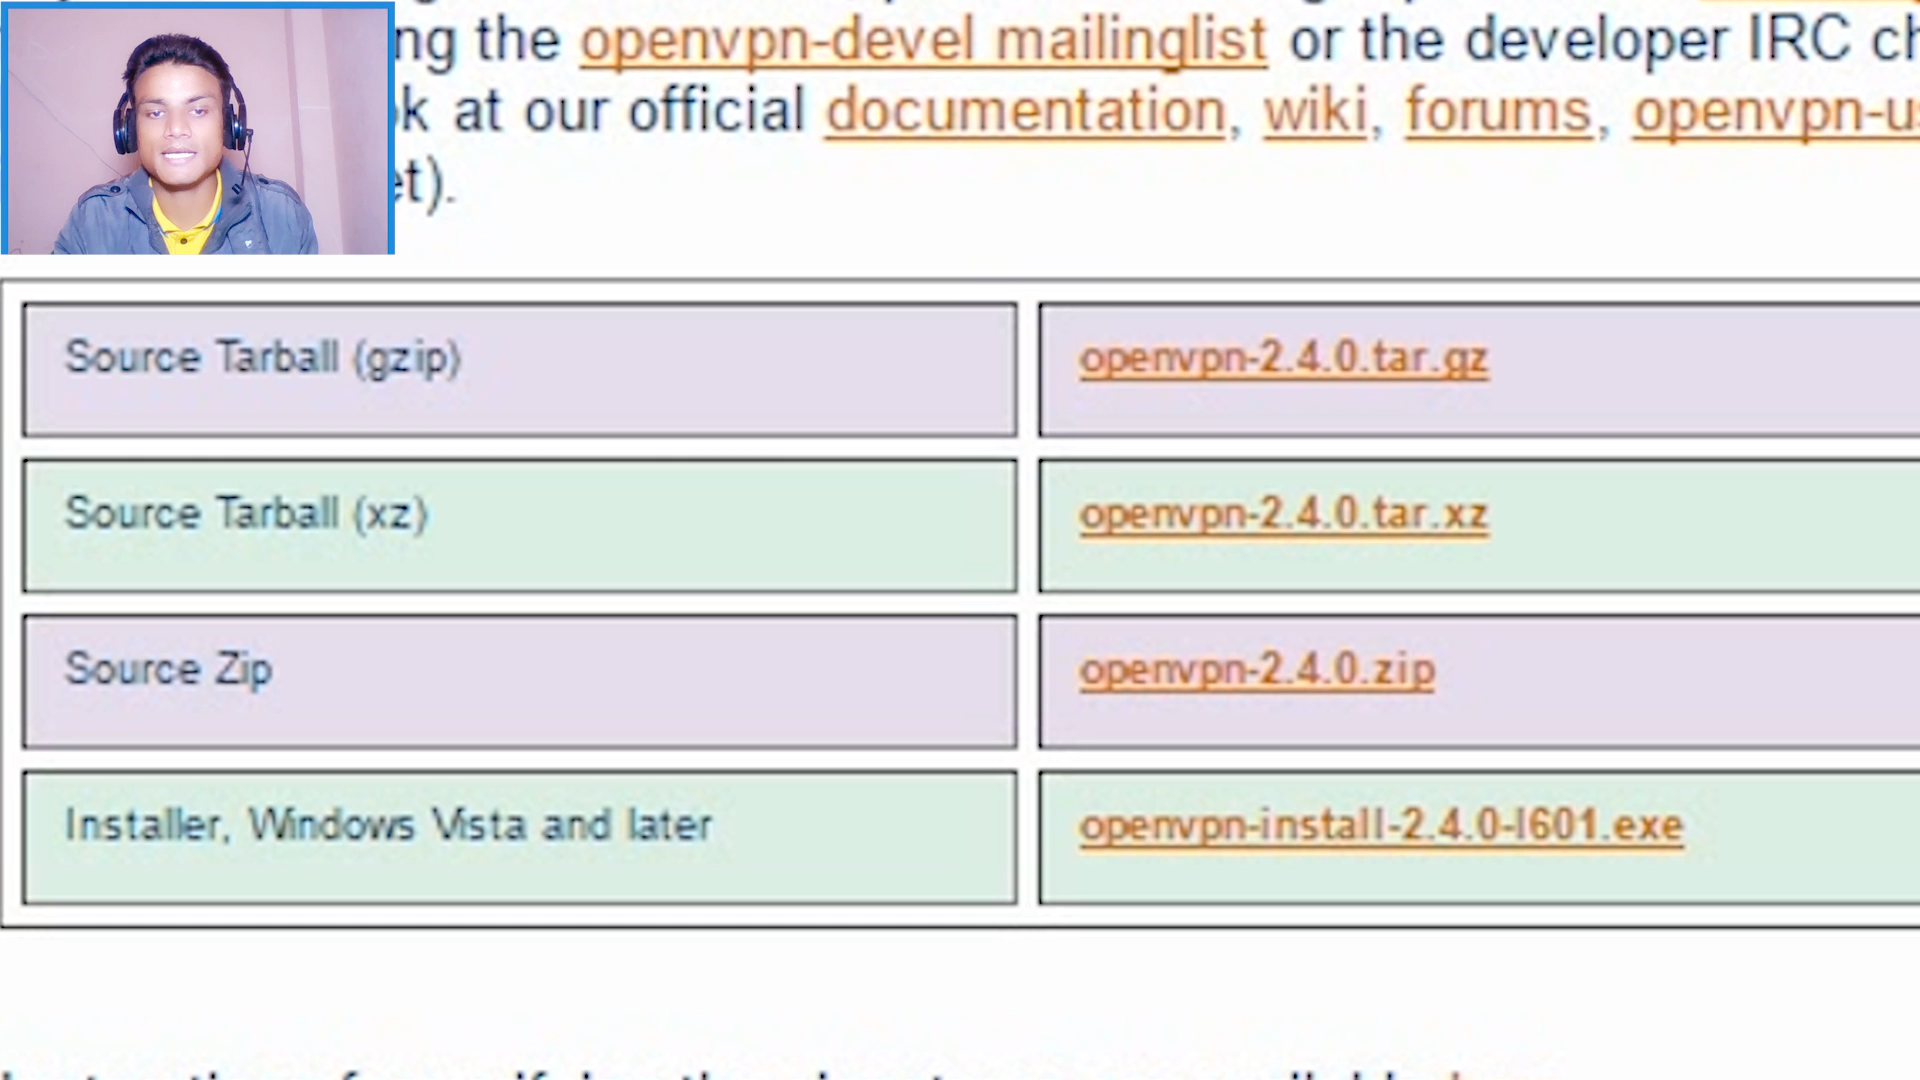 the openvpn-devel mailinglist or the developer IRC
at our official documentation, wiki, forums,
Source Tarball (gzip) openvpn-2.4.0.tar.gz
Source Tarball (xz) openvpn-2.4.0.tar.xz
Source Zip openvpn-2.4.0.zip
Installer, Windows Vista and later openvpn-install-2.4.0-I601.exe